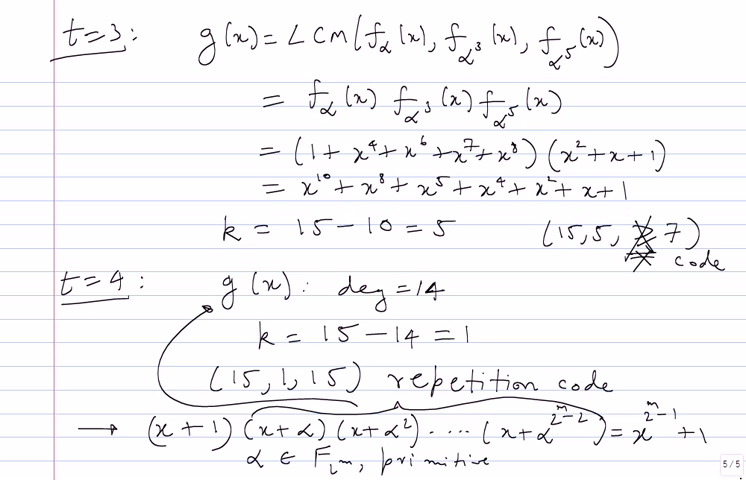 t=3: g(x) = LCM(f_α(x), f_α³(x), f_α⁵(x))
= f_α(x) f_α³(x) f_α⁵(x)
= (1 + x⁴ + x⁶ + x⁷ + x⁸) (x² + x + 1)
= x¹⁰ + x⁸ + x⁵ + x⁴ + x² + x + 1
k = 15 - 10 = 5 (15, 5, 7)
code
t=4: g(x): deg = 14
k = 15 - 14 = 1
(15, 1, 15) repetition code
→ (x+1) (x+α) (x+α²) .... (x+α^{2^m-2}) = x^{2^m-1} + 1
α ∈ F_{2^m}, primitive
5/5